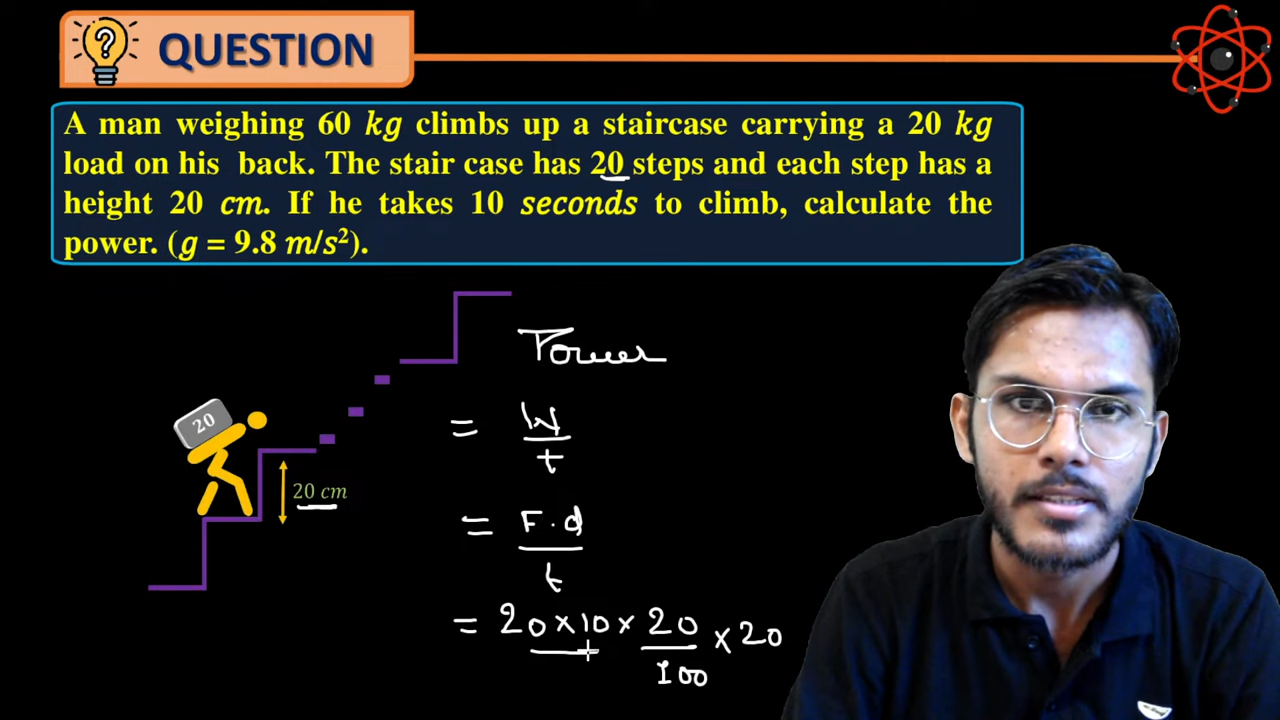 QUESTION
A man weighing 60 kg climbs up a staircase carrying a 20 kg
load on his back. The stair case has 20 steps and each step has a
height 20 cm. If he takes 10 seconds to climb, calculate the
power. (g = 9.8 m/s²).
Power
= W/t
20
20 cm
= F·d/t
= 20×10× 20/100 ×20